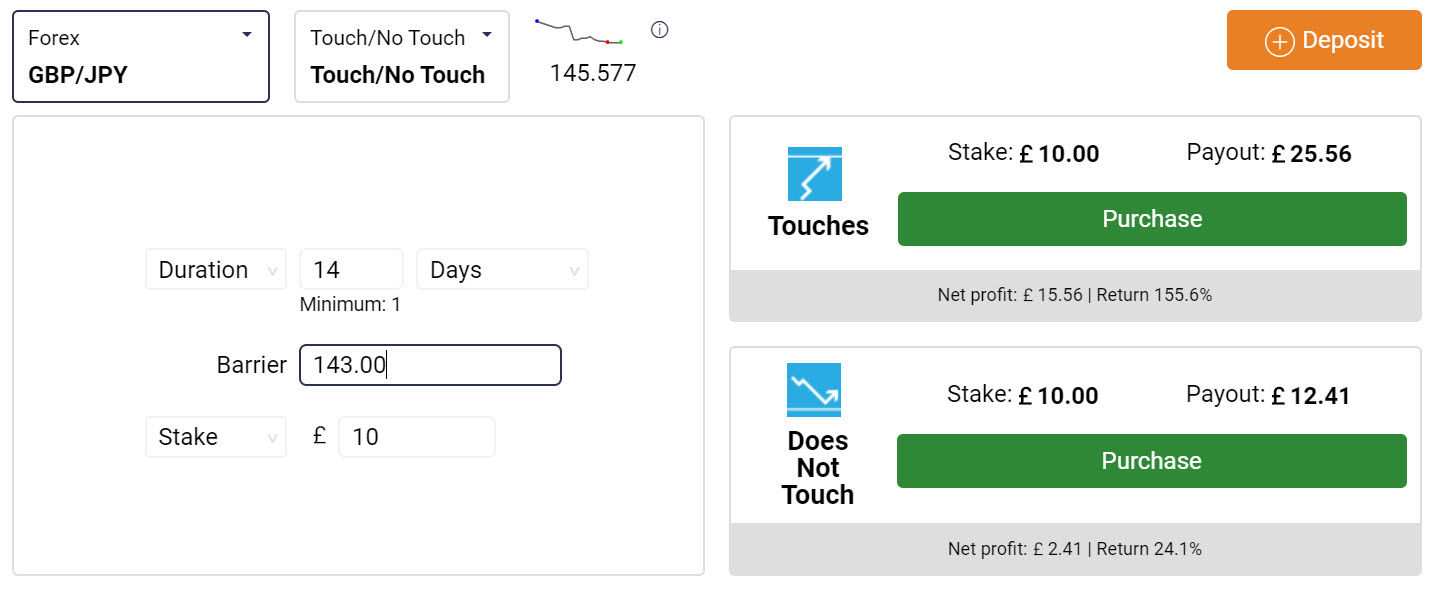 Forex
GBP/JPY
Touch/No Touch
Touch/No Touch
145.577
Deposit
Duration 14 Days
Minimum: 1
Barrier 143.00
Stake £ 10
Touches
Stake: £ 10.00 Payout: £ 25.56
Purchase
Net profit: £ 15.56 | Return 155.6%
Does
Not
Touch
Stake: £ 10.00 Payout: £ 12.41
Purchase
Net profit: £ 2.41 | Return 24.1%